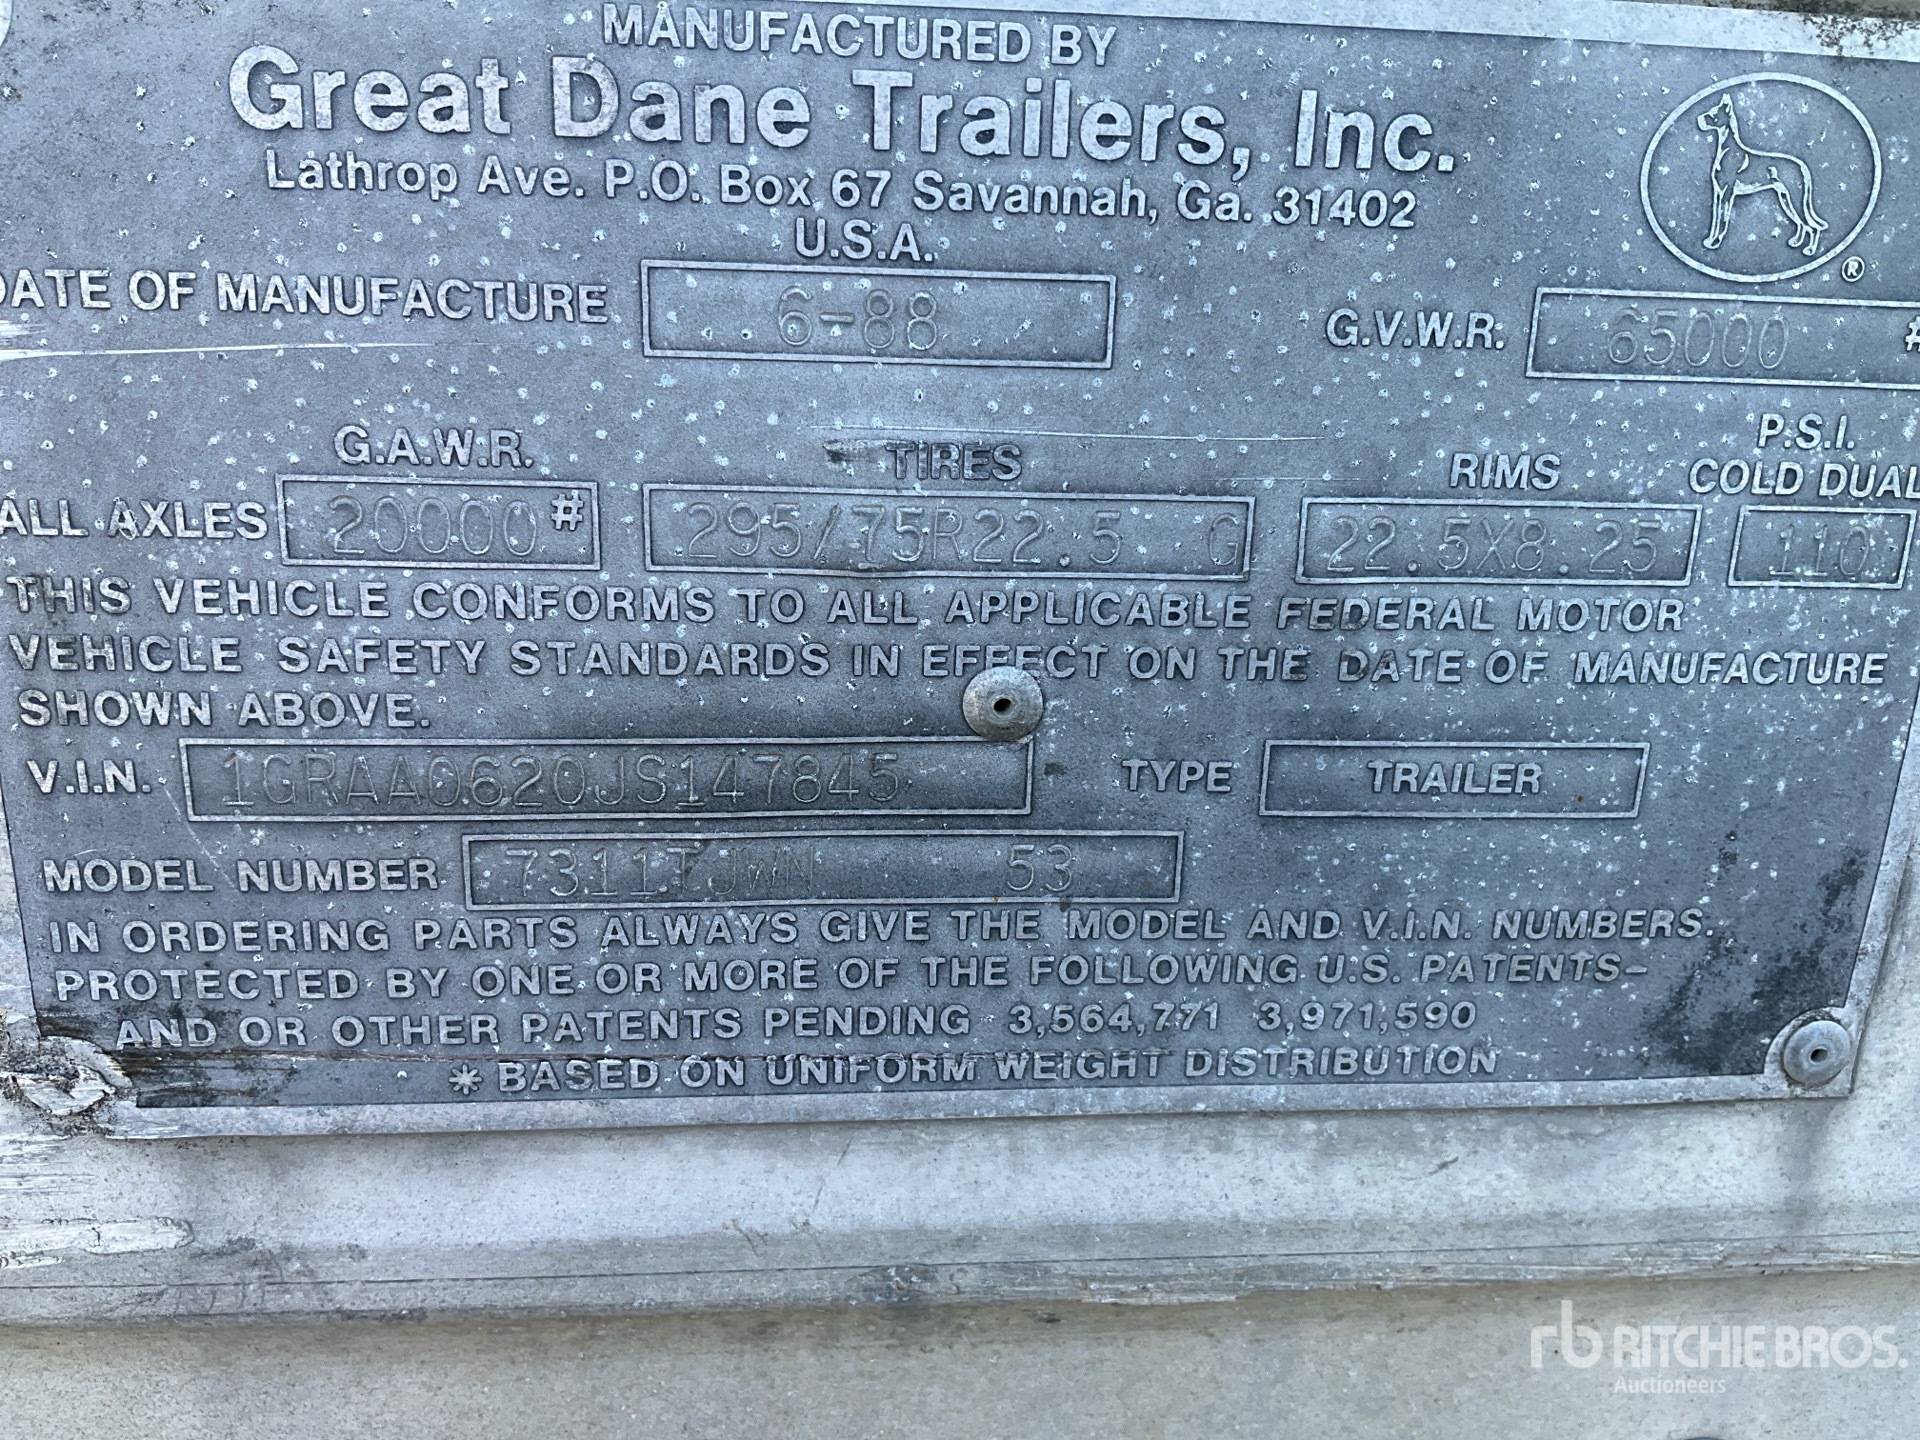 MANUFACTURED BY
Great Dane Trailers, Inc.
Lathrop Ave. P.O. Box 67 Savannah, Ga. 31402
U.S.A.
®
DATE OF MANUFACTURE 6-88 G.V.W.R. 65000 #
G.A.W.R. TIRES RIMS P.S.I. COLD DUAL
ALL AXLES 20000 # 295/75R22.5 G 22.5X8.25 110
THIS VEHICLE CONFORMS TO ALL APPLICABLE FEDERAL MOTOR
VEHICLE SAFETY STANDARDS IN EFFECT ON THE DATE OF MANUFACTURE
SHOWN ABOVE.
V.I.N. 1GRAA0620JS147845 TYPE TRAILER
MODEL NUMBER 7311TJWN 53
IN ORDERING PARTS ALWAYS GIVE THE MODEL AND V.I.N. NUMBERS.
PROTECTED BY ONE OR MORE OF THE FOLLOWING U.S. PATENTS-
AND OR OTHER PATENTS PENDING 3,564,771 3,971,590
* BASED ON UNIFORM WEIGHT DISTRIBUTION
rb RITCHIE BROS.
Auctioneers